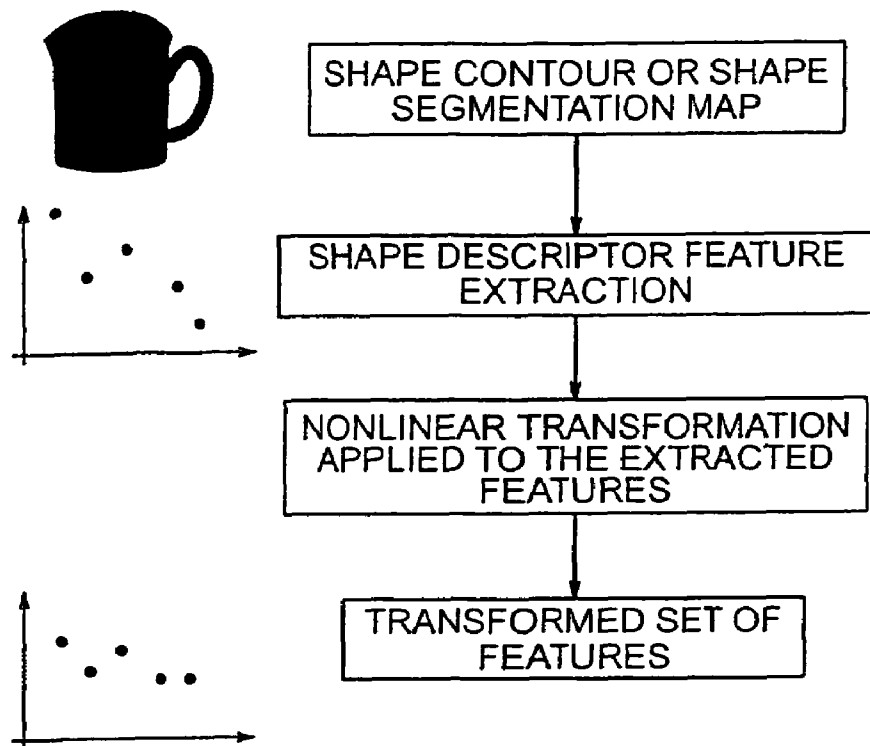 SHAPE CONTOUR OR SHAPE
SEGMENTATION MAP
SHAPE DESCRIPTOR FEATURE
EXTRACTION
NONLINEAR TRANSFORMATION
APPLIED TO THE EXTRACTED
FEATURES
TRANSFORMED SET OF
FEATURES